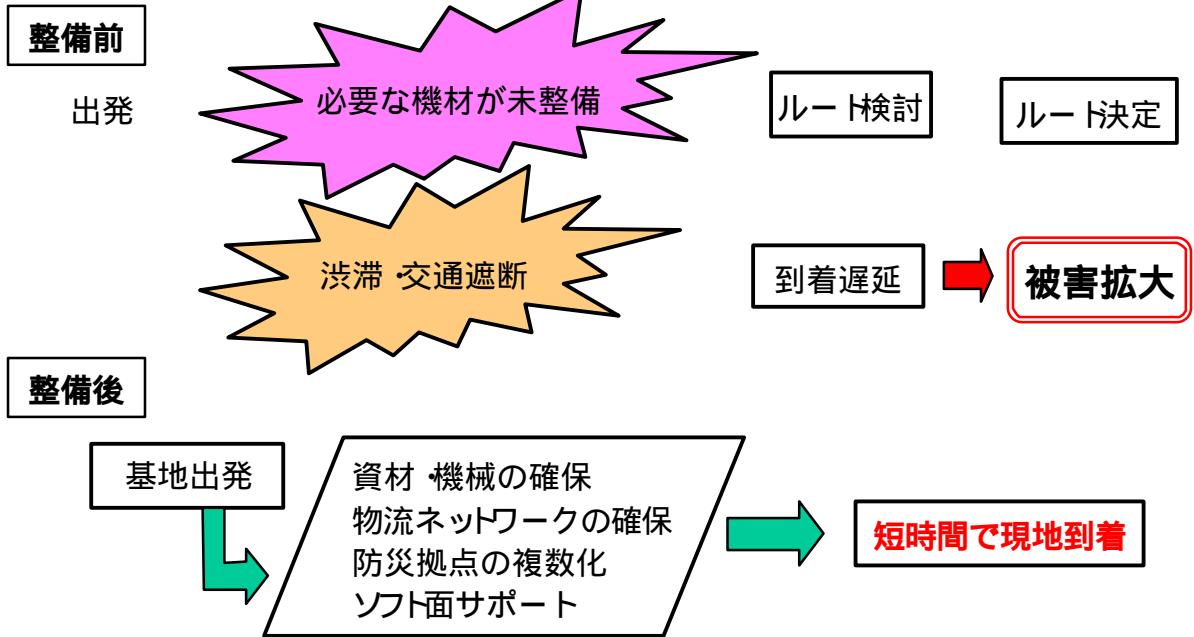 整備前
出発
必要な機材が未整備
ルート検討
ルート決定
渋滞・交通遮断
到着遅延
被害拡大
整備後
基地出発
資材・機械の確保
物流ネットワークの確保
防災拠点の複数化
ソフト面サポート
短時間で現地到着